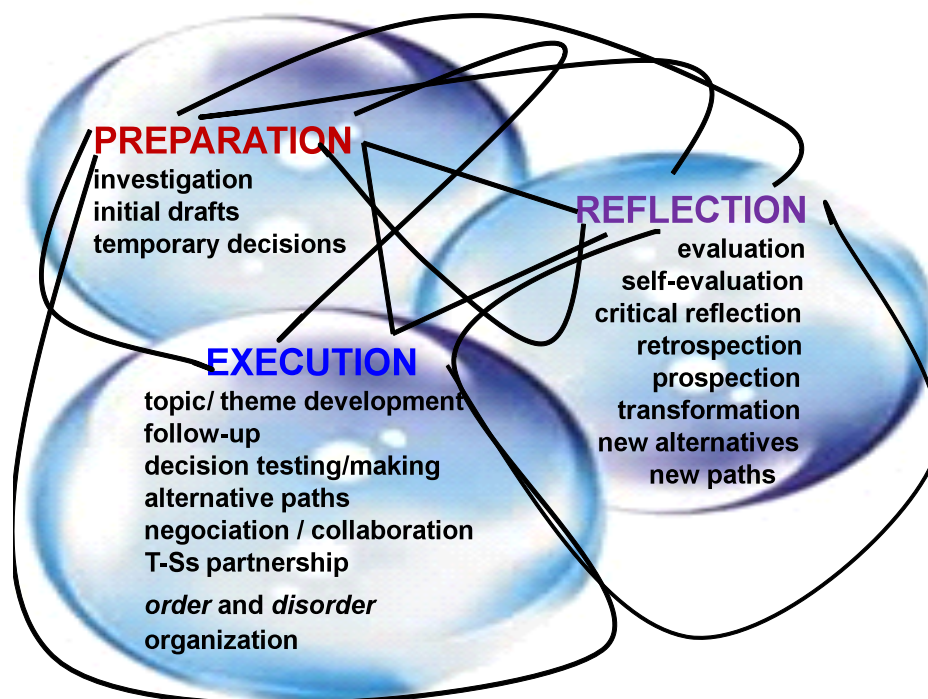 PREPARATION
investigation
initial drafts
temporary decisions
REFLECTION
evaluation
self-evaluation
critical reflection
retrospection
prospection
transformation
new alternatives
new paths
EXECUTION
topic/ theme development
follow-up
decision testing/making
alternative paths
negociation / collaboration
T-Ss partnership
order and disorder
organization